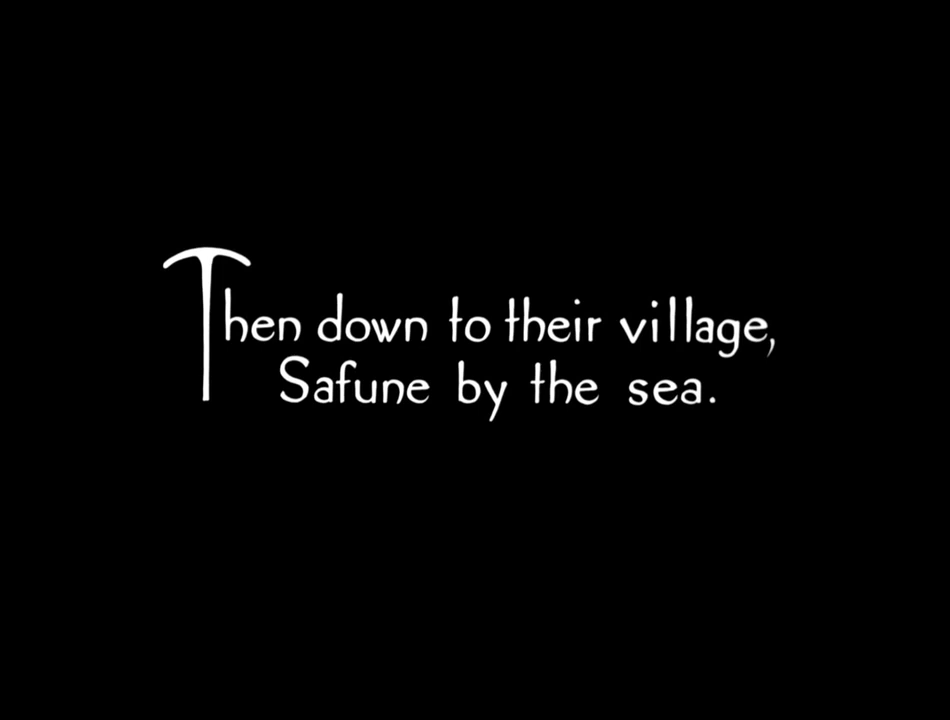 Then down to their village,
Safune by the sea.